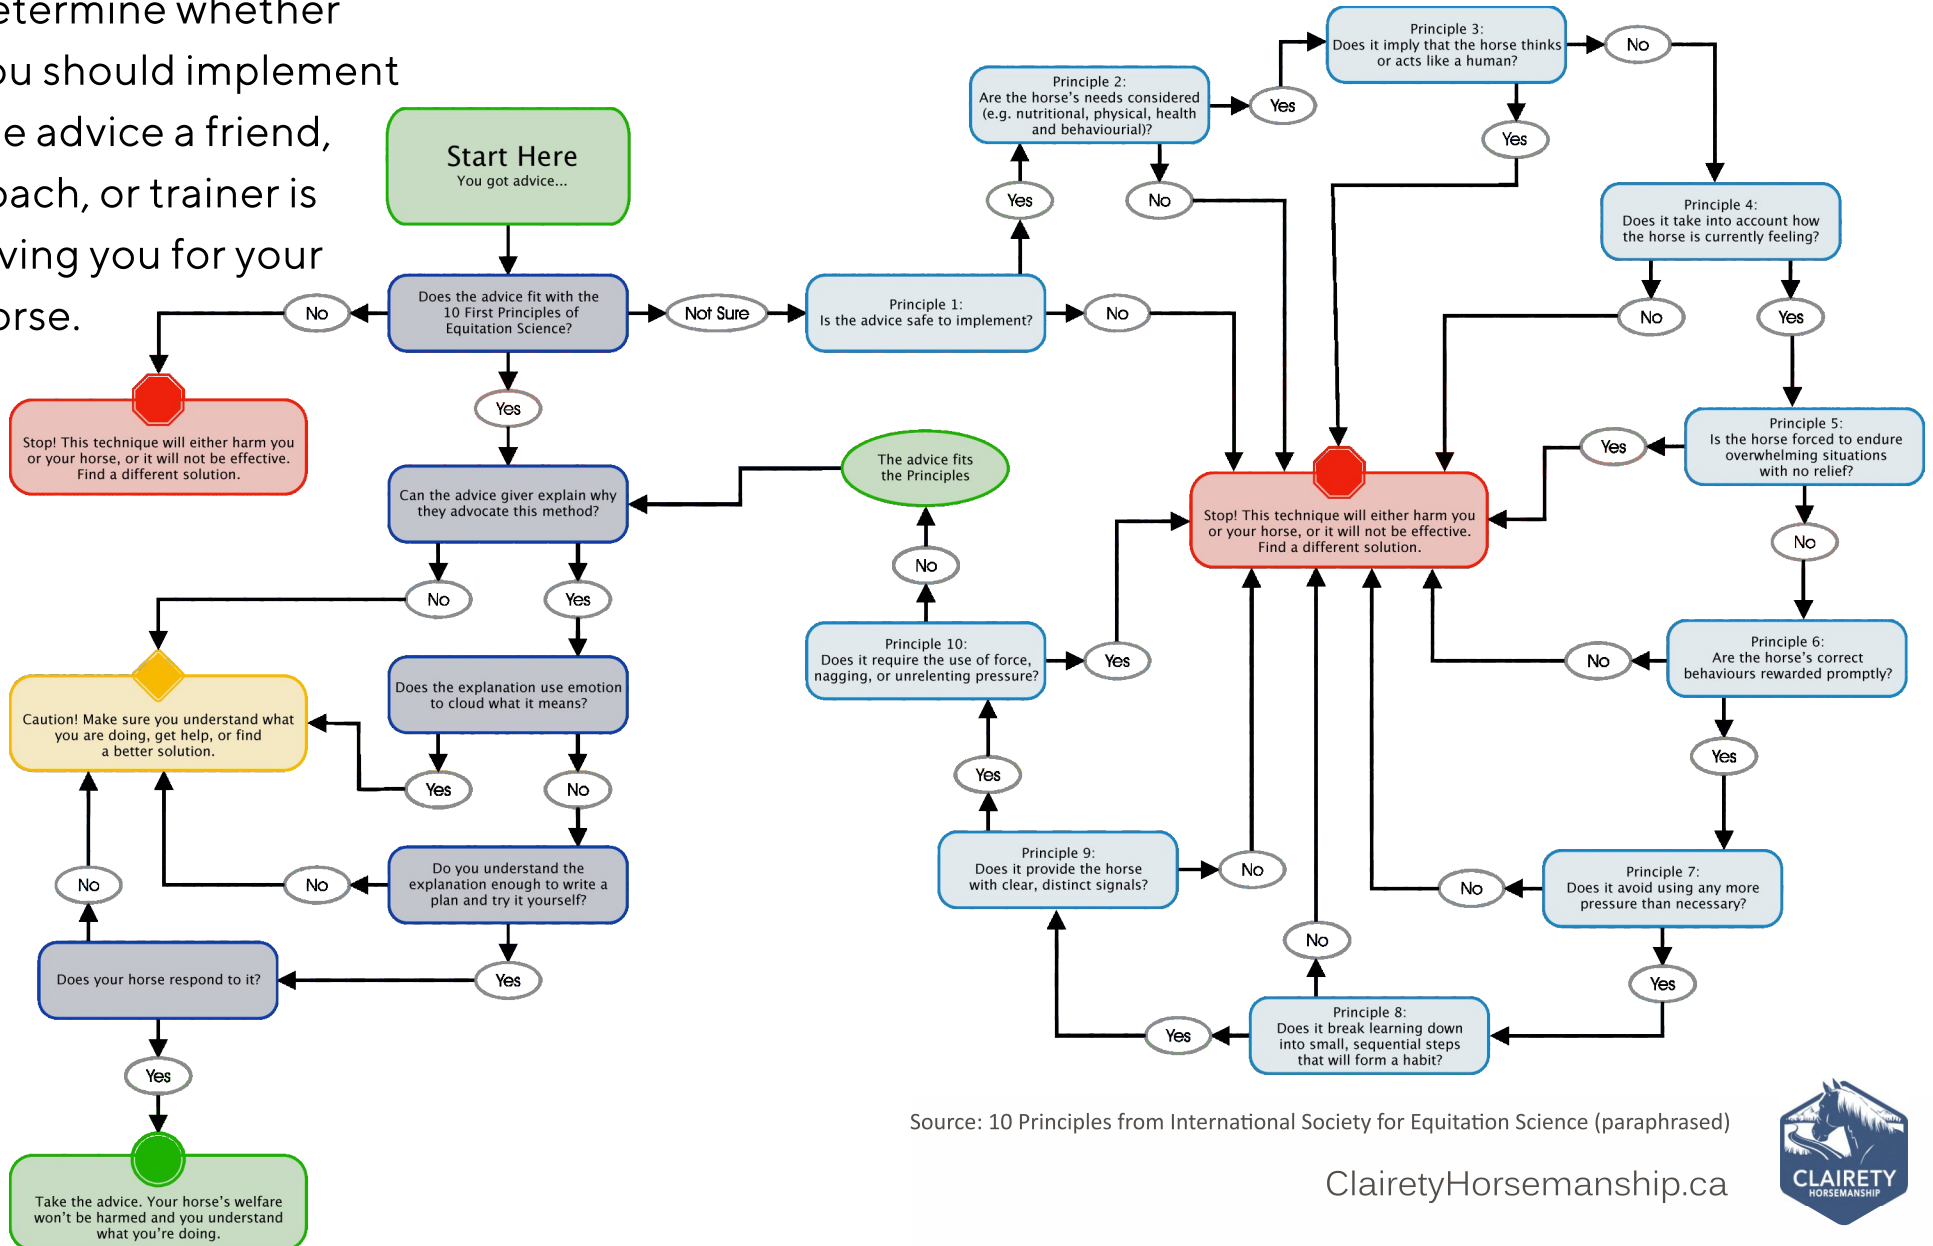 etermine whether
ou should implement
e advice a friend,
oach, or trainer is
ving you for your
orse.
Start Here
You got advice...
Does the advice fit with the
10 First Principles of
Equitation Science?
No
Stop! This technique will either harm you
or your horse, or it will not be effective.
Find a different solution.
Not Sure
Yes
Can the advice giver explain why
they advocate this method?
No
Yes
Caution! Make sure you understand what
you are doing, get help, or find
a better solution.
Does the explanation use emotion
to cloud what it means?
Yes
No
Do you understand the
explanation enough to write a
plan and try it yourself?
No
Yes
Does your horse respond to it?
No
Yes
Take the advice. Your horse's welfare
won't be harmed and you understand
what you're doing.
Principle 1:
Is the advice safe to implement?
Yes
No
Principle 2:
Are the horse's needs considered
(e.g. nutritional, physical, health
and behaviourial)?
Yes
No
Principle 3:
Does it imply that the horse thinks
or acts like a human?
No
Yes
Principle 4:
Does it take into account how
the horse is currently feeling?
No
Yes
Principle 5:
Is the horse forced to endure
overwhelming situations
with no relief?
Yes
No
Principle 6:
Are the horse's correct
behaviours rewarded promptly?
No
Yes
Principle 7:
Does it avoid using any more
pressure than necessary?
No
Yes
Principle 8:
Does it break learning down
into small, sequential steps
that will form a habit?
No
Yes
Principle 9:
Does it provide the horse
with clear, distinct signals?
No
Yes
Principle 10:
Does it require the use of force,
nagging, or unrelenting pressure?
Yes
No
The advice fits
the Principles
Stop! This technique will either harm you
or your horse, or it will not be effective.
Find a different solution.
Source: 10 Principles from International Society for Equitation Science (paraphrased)
ClairetyHorsemanship.ca
CLAIRETY
HORSEMANSHIP